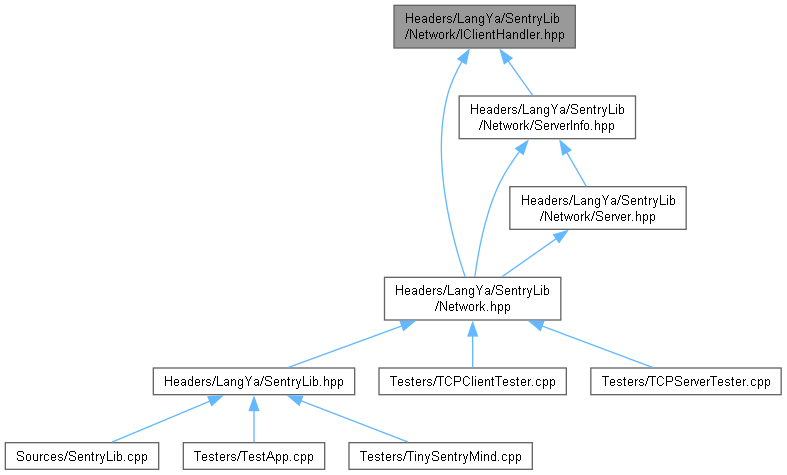 Headers/LangYa/SentryLib
/Network/IClientHandler.hpp
Headers/LangYa/SentryLib
/Network/ServerInfo.hpp
Headers/LangYa/SentryLib
/Network/Server.hpp
Headers/LangYa/SentryLib
/Network.hpp
Headers/LangYa/SentryLib.hpp
Testers/TCPClientTester.cpp
Testers/TCPServerTester.cpp
Sources/SentryLib.cpp
Testers/TestApp.cpp
Testers/TinySentryMind.cpp